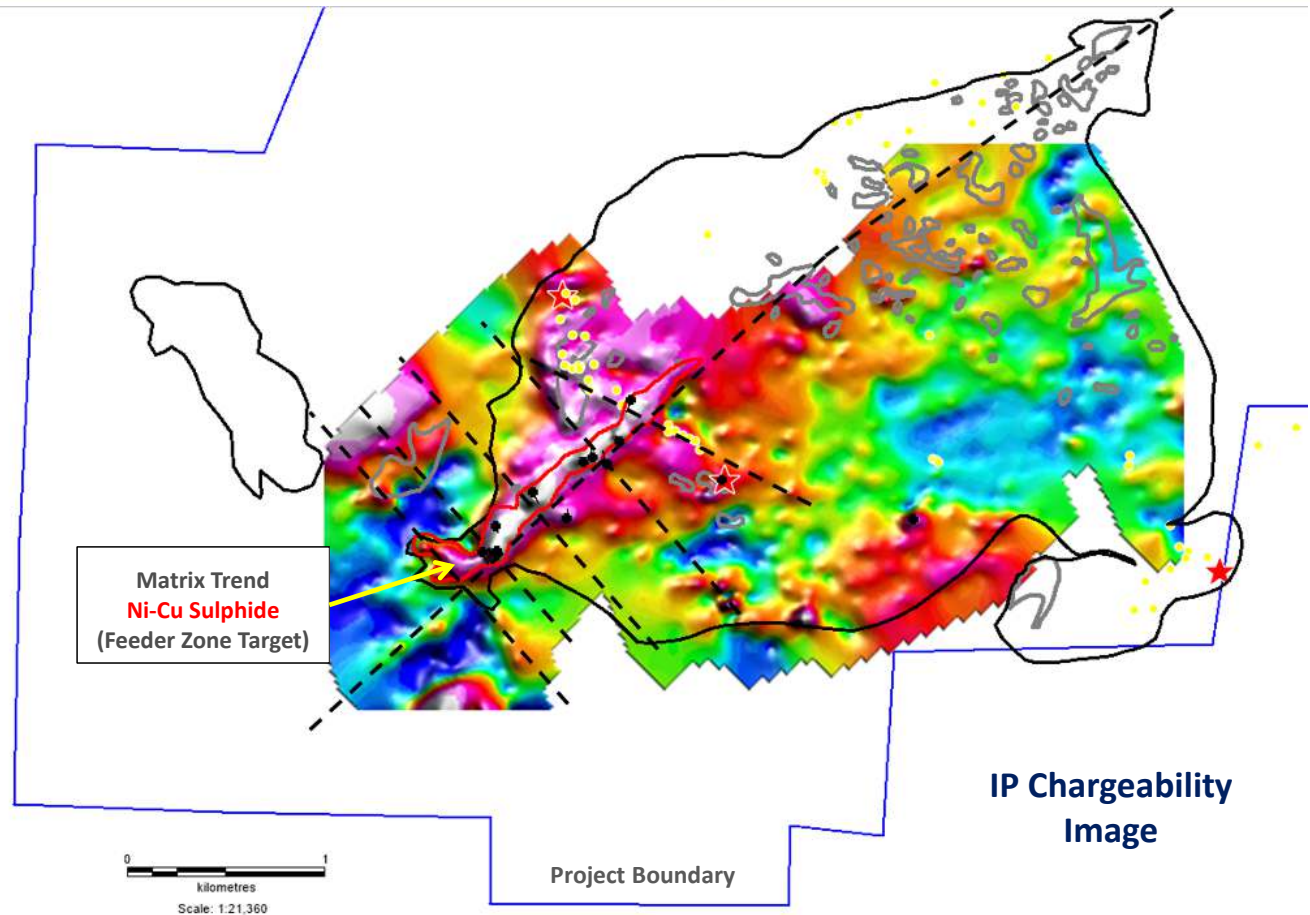 Matrix Trend
Ni-Cu Sulphide
(Feeder Zone Target)
IP Chargeability
Image
Project Boundary
0 1
kilometres
Scale: 1:21,360